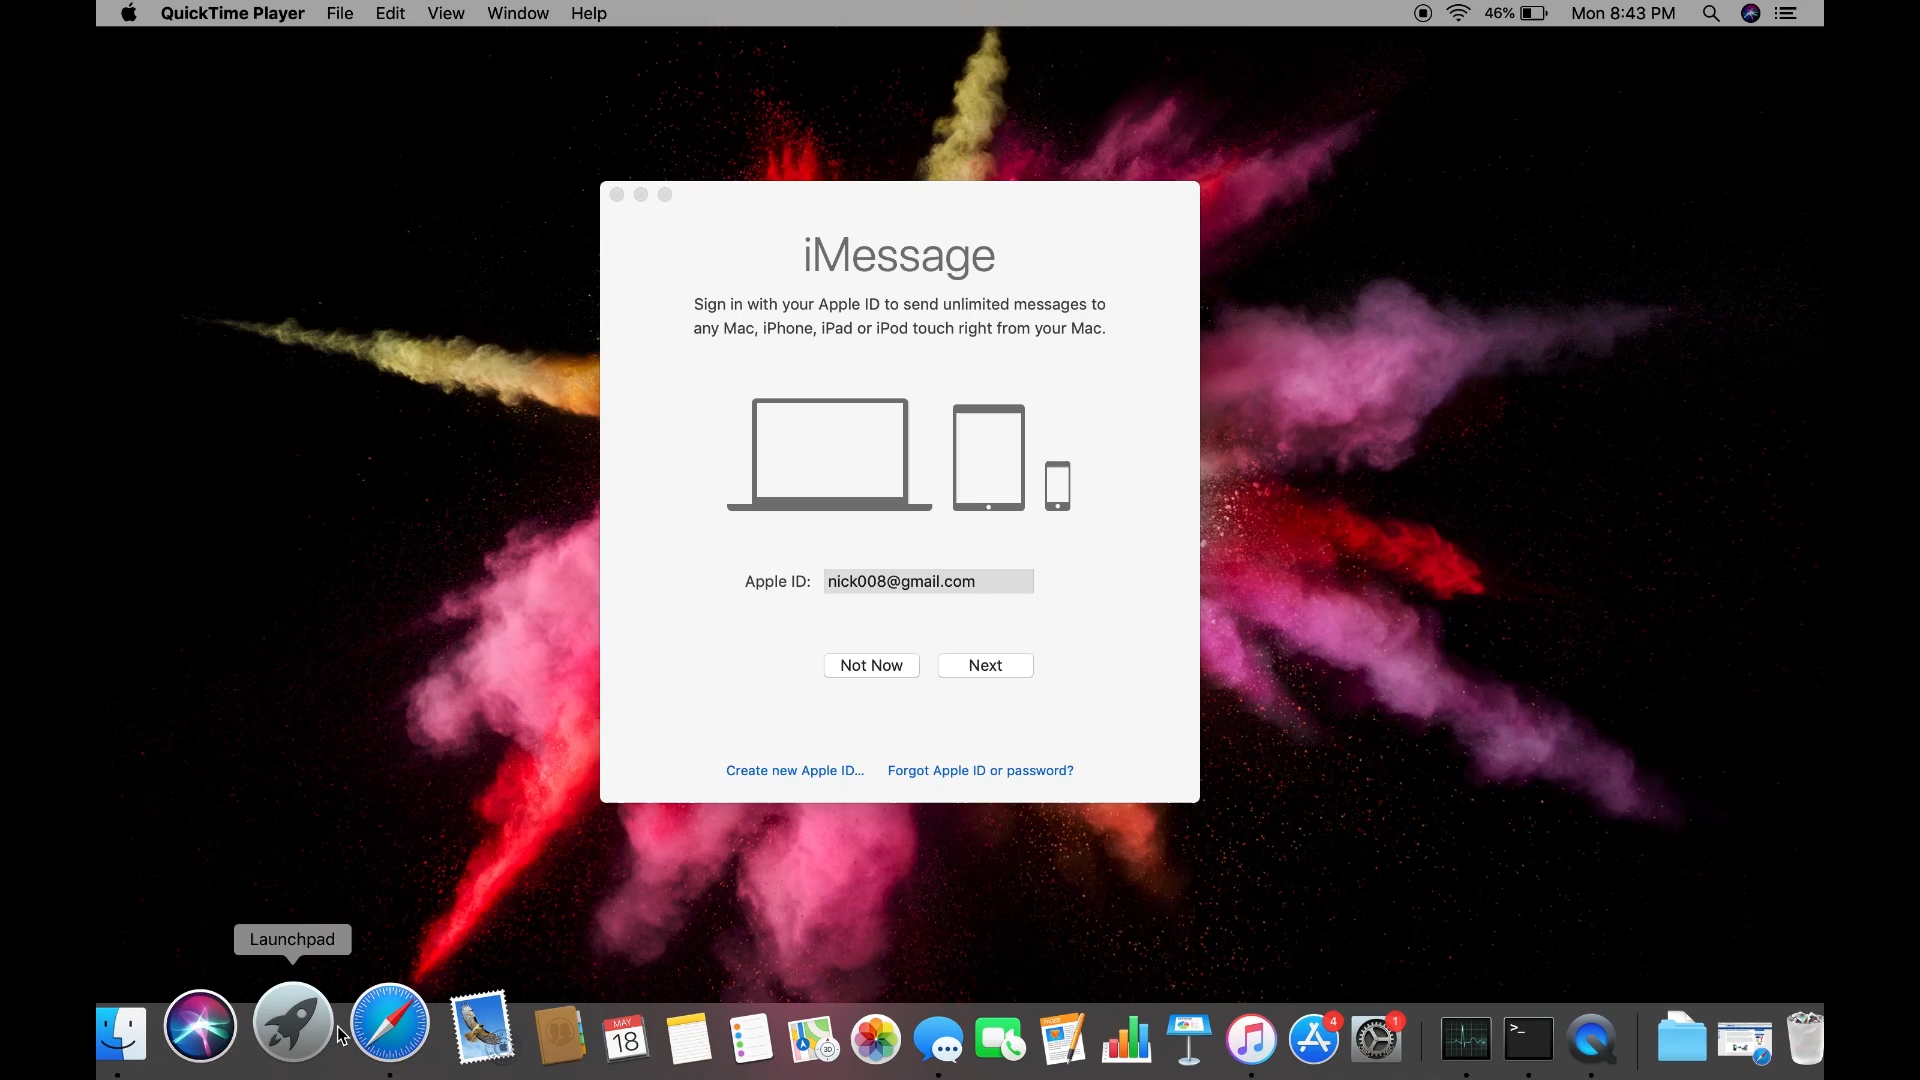 QuickTime Player File Edit View Window Help 46% Mon 8:43 PM
iMessage
Sign in with your Apple ID to send unlimited messages to
any Mac, iPhone, iPad or iPod touch right from your Mac.
Apple ID: nick008@gmail.com
Not Now Next
Create new Apple ID... Forgot Apple ID or password?
Launchpad
MAY
18
3D
4
1
>_